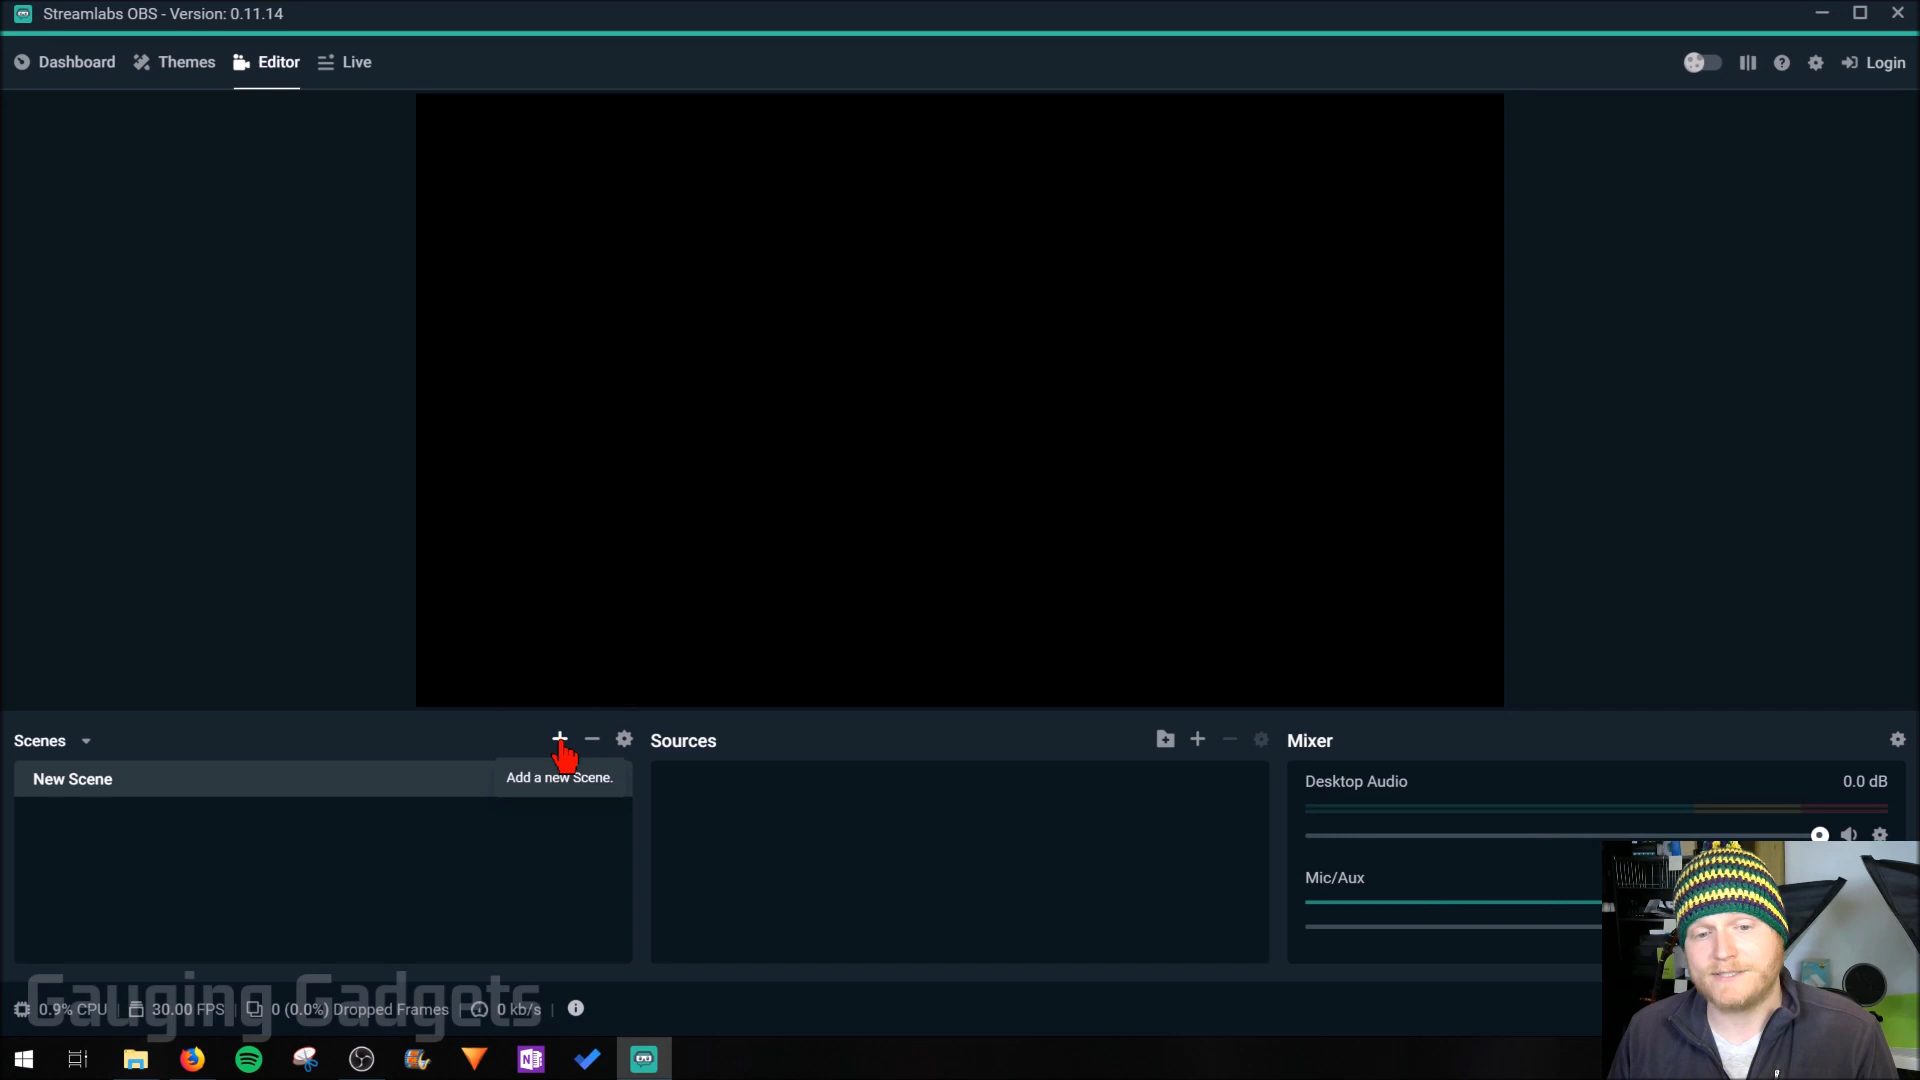 Streamlabs OBS - Version: 0.11.14
Dashboard Themes Editor Live Login
Scenes Sources Mixer
New Scene
Add a new Scene.
Desktop Audio 0.0 dB
Mic/Aux
Gauging Gadgets
0.9% CPU 30.00 FPS 0 (0.0%) Dropped Frames 0 kb/s